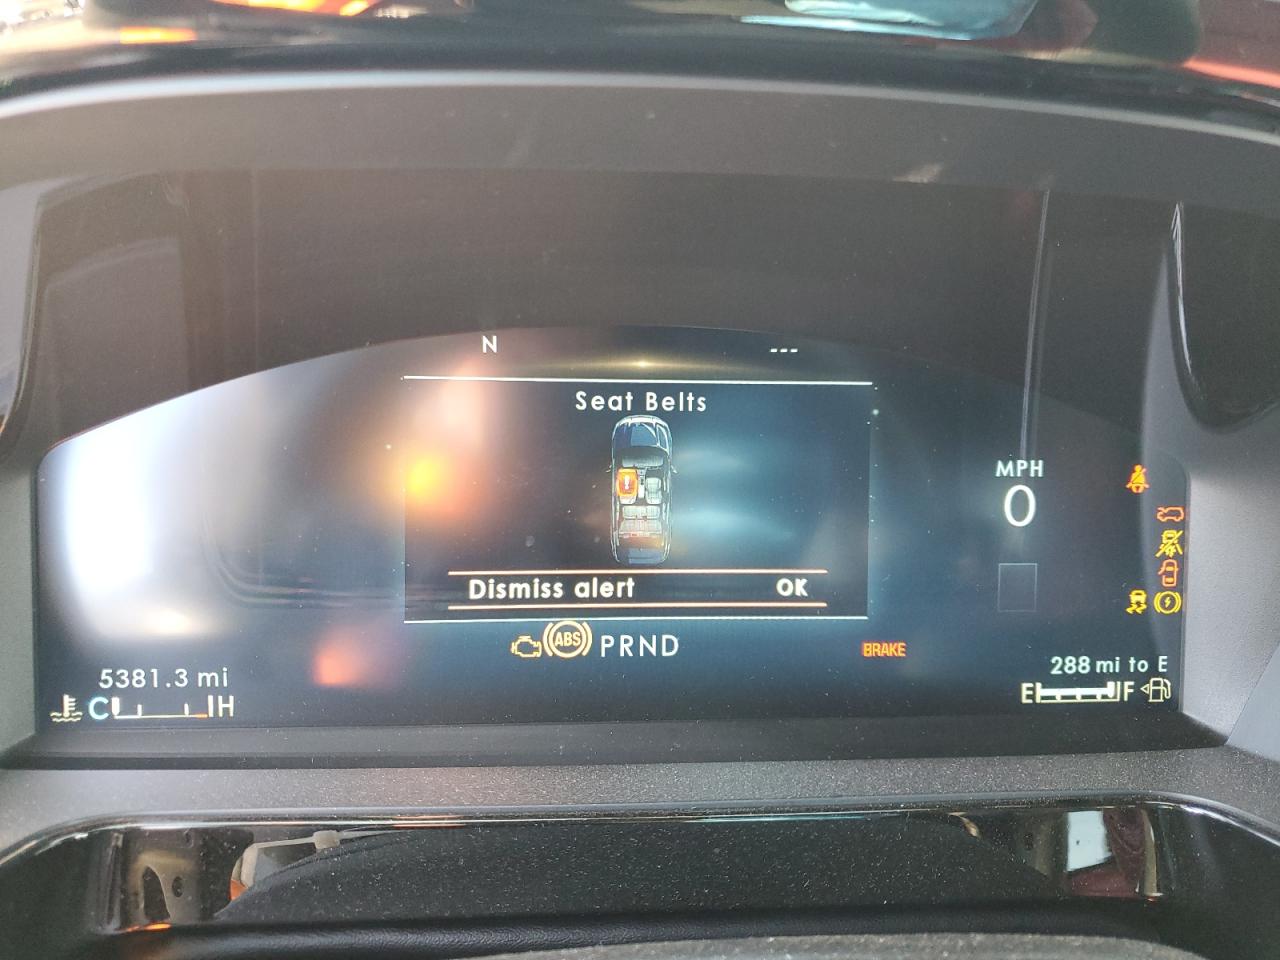 N ---
Seat Belts
MPH
0
Dismiss alert OK
ABS PRND
BRAKE
5381.3 mi
C H
288 mi to E
E F